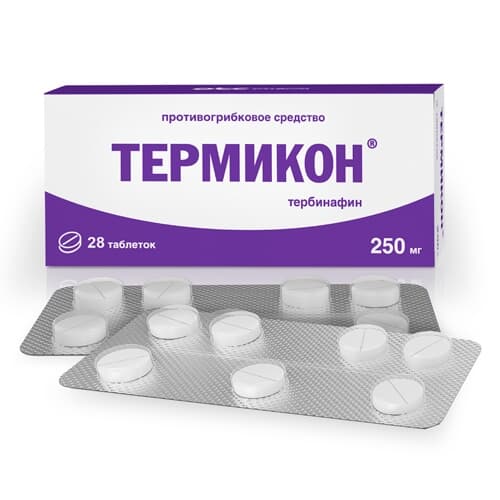 противогрибковое средство
ТЕРМИКОН®
тербинафин
28 таблеток
250 мг